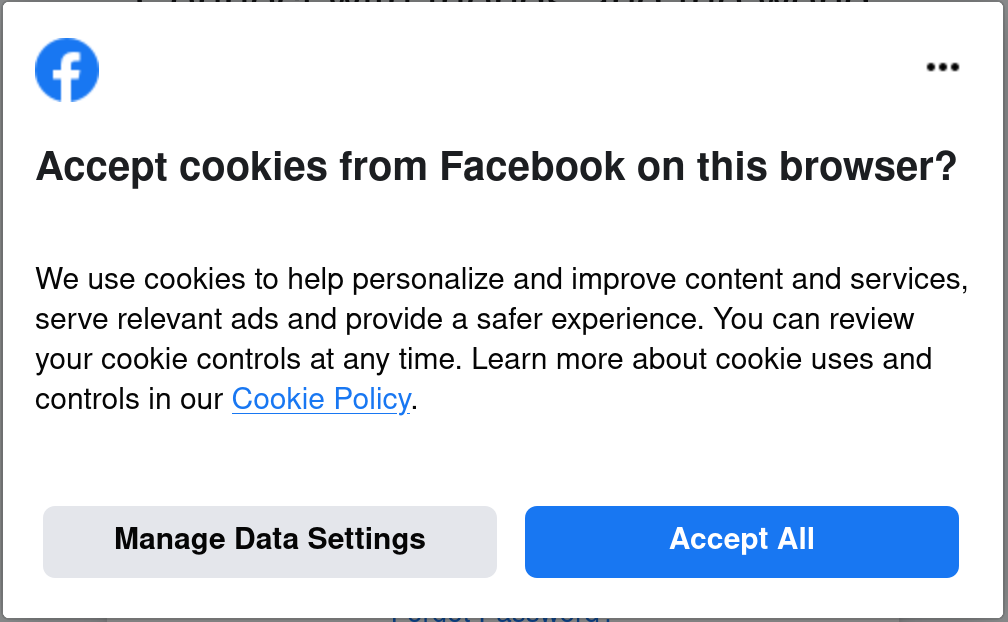 Accept cookies from Facebook on this browser?
We use cookies to help personalize and improve content and services,
serve relevant ads and provide a safer experience. You can review
your cookie controls at any time. Learn more about cookie uses and
controls in our Cookie Policy.
Manage Data Settings
Accept All